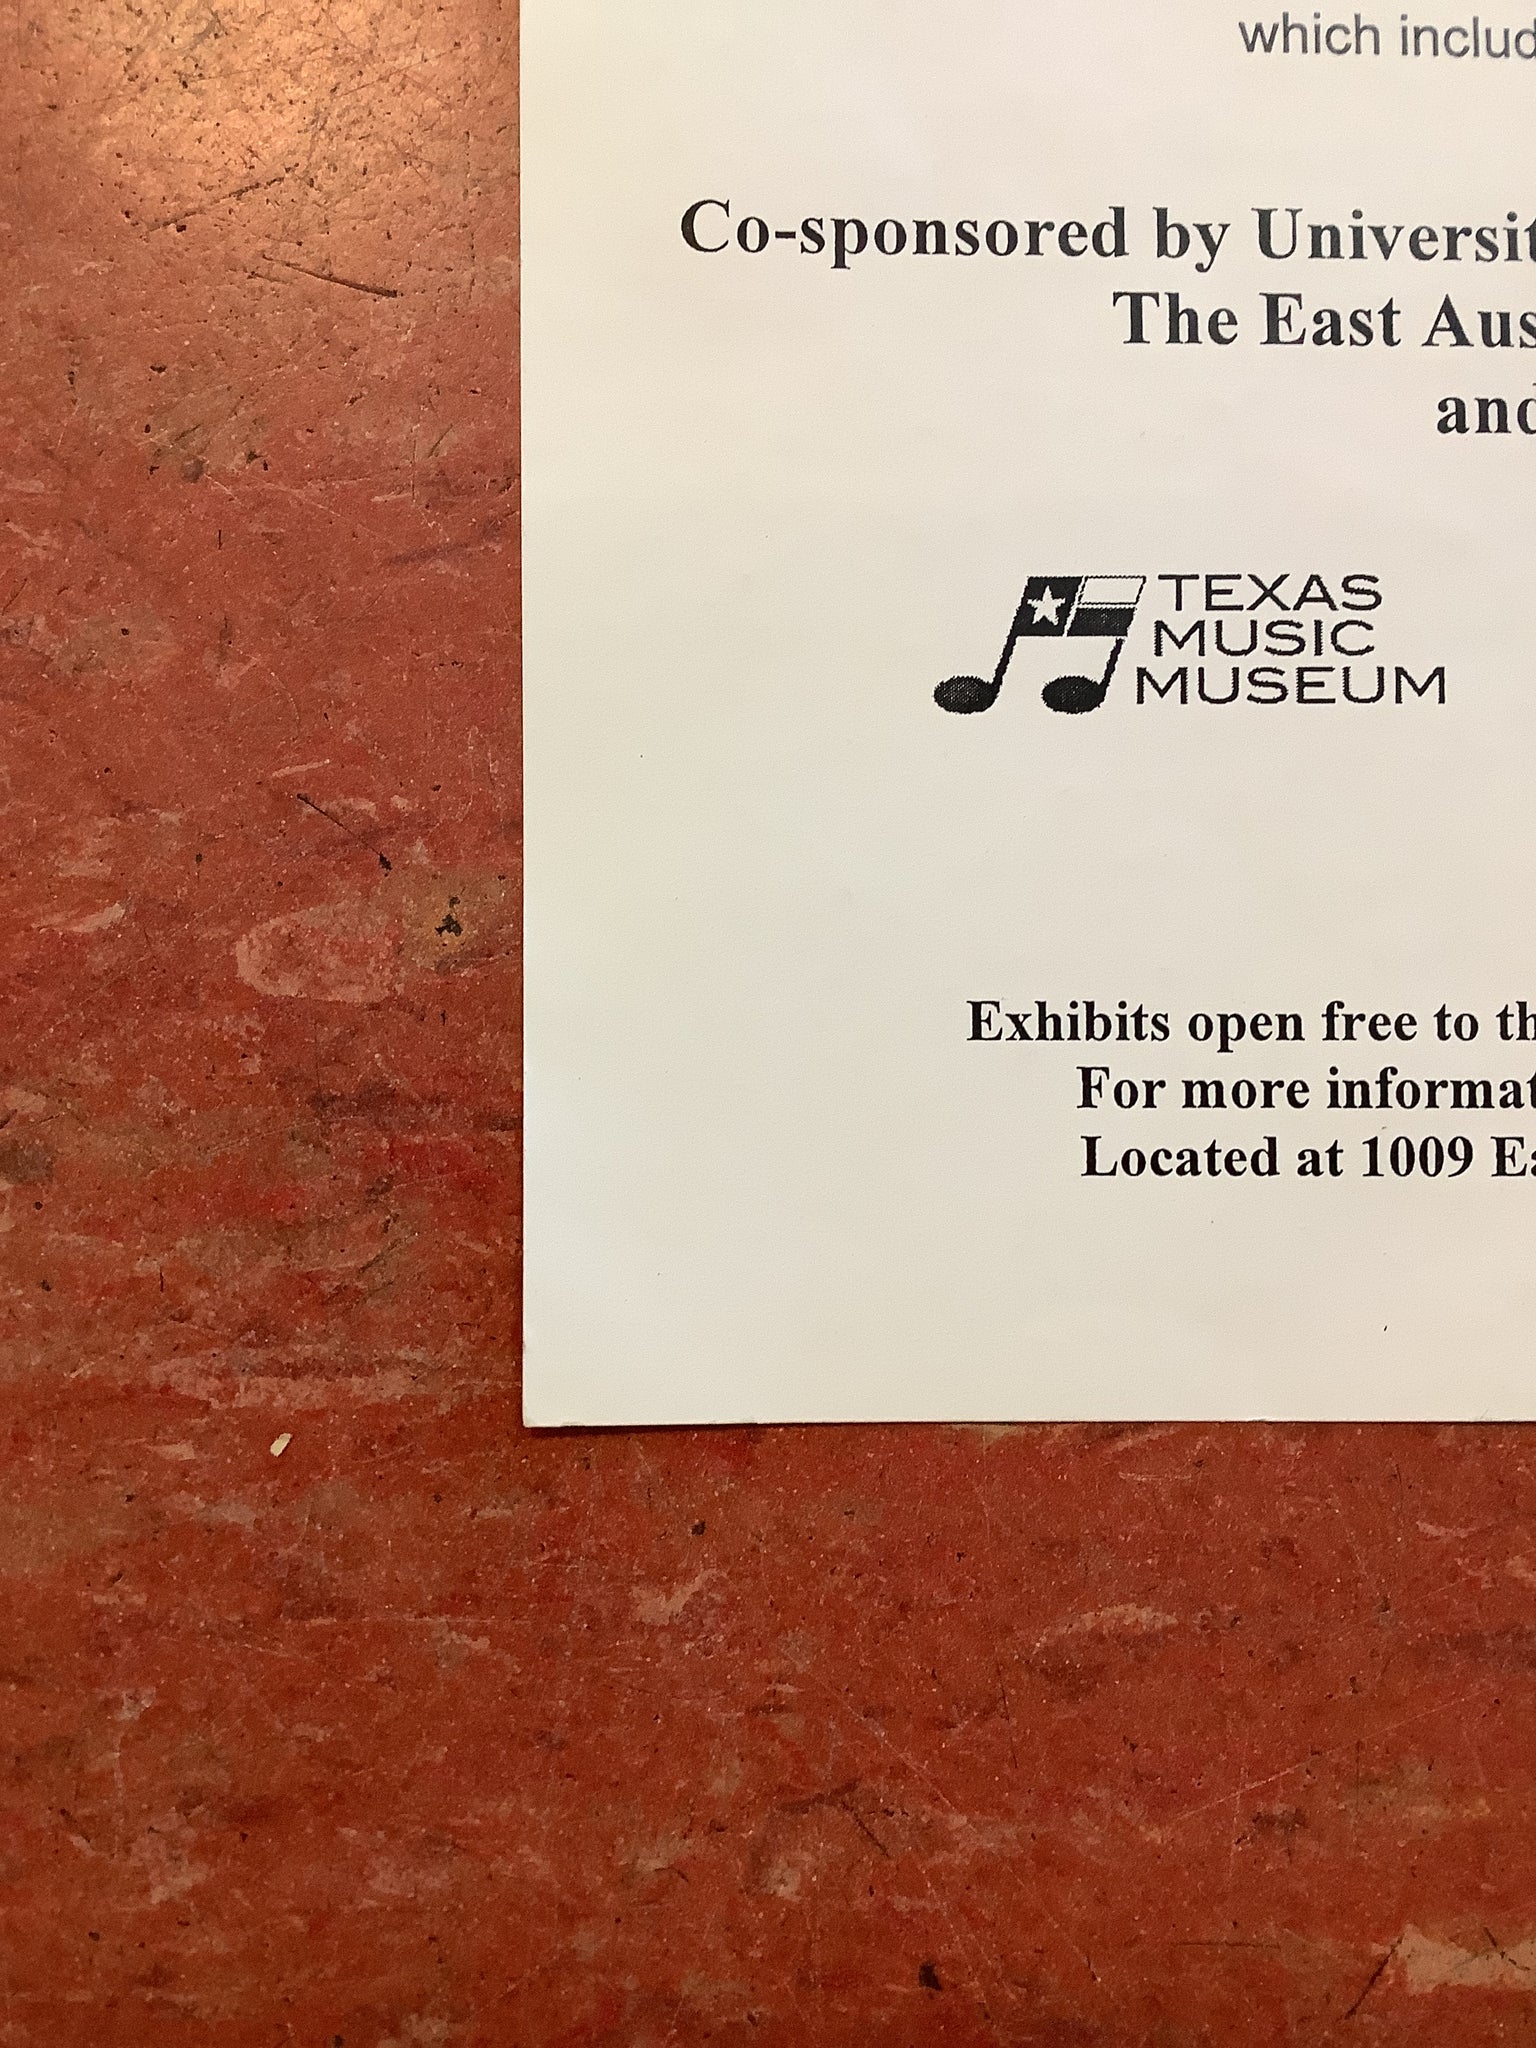 which includ
Co-sponsored by Universit
The East Aus
and
TEXAS
MUSIC
MUSEUM
Exhibits open free to th
For more informat
Located at 1009 Ea